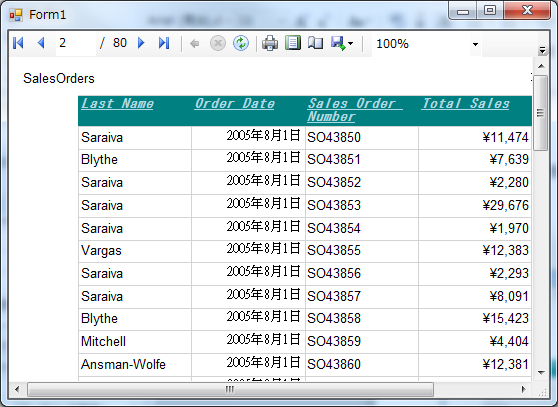 Form1
2 / 80 100%
SalesOrders
Last Name Order Date Sales Order Total Sales
Number
Saraiva 2005年8月1日 SO43850 ¥11,474
Blythe 2005年8月1日 SO43851 ¥7,639
Saraiva 2005年8月1日 SO43852 ¥2,280
Saraiva 2005年8月1日 SO43853 ¥29,676
Saraiva 2005年8月1日 SO43854 ¥1,970
Vargas 2005年8月1日 SO43855 ¥12,383
Saraiva 2005年8月1日 SO43856 ¥2,293
Saraiva 2005年8月1日 SO43857 ¥8,091
Blythe 2005年8月1日 SO43858 ¥15,423
Mitchell 2005年8月1日 SO43859 ¥4,404
Ansman-Wolfe 2005年8月1日 SO43860 ¥12,381